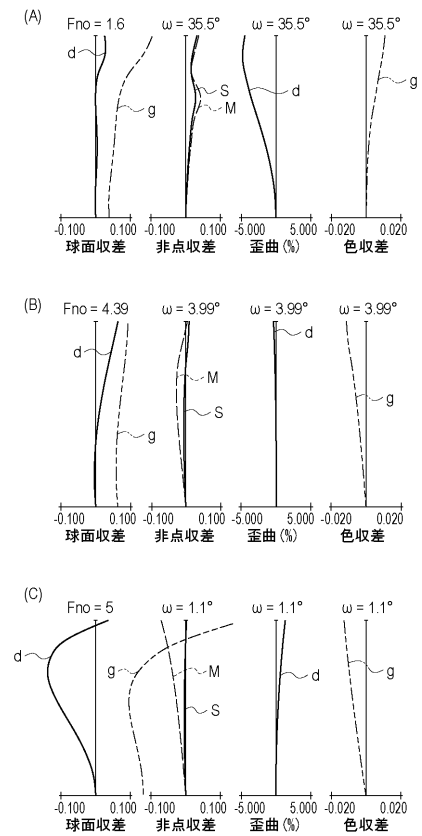 (A)
Fno = 1.6 ω = 35.5° ω = 35.5° ω = 35.5°
d g S M d g
-0.100 0.100 -0.100 0.100 -5.000 5.000 -0.020 0.020
球面収差 非点収差 歪曲(%) 色収差
(B)
Fno = 4.39 ω = 3.99° ω = 3.99° ω = 3.99°
d g M S d g
-0.100 0.100 -0.100 0.100 -5.000 5.000 -0.020 0.020
球面収差 非点収差 歪曲(%) 色収差
(C)
Fno = 5 ω = 1.1° ω = 1.1° ω = 1.1°
d g M S d g
-0.100 0.100 -0.100 0.100 -5.000 5.000 -0.020 0.020
球面収差 非点収差 歪曲(%) 色収差